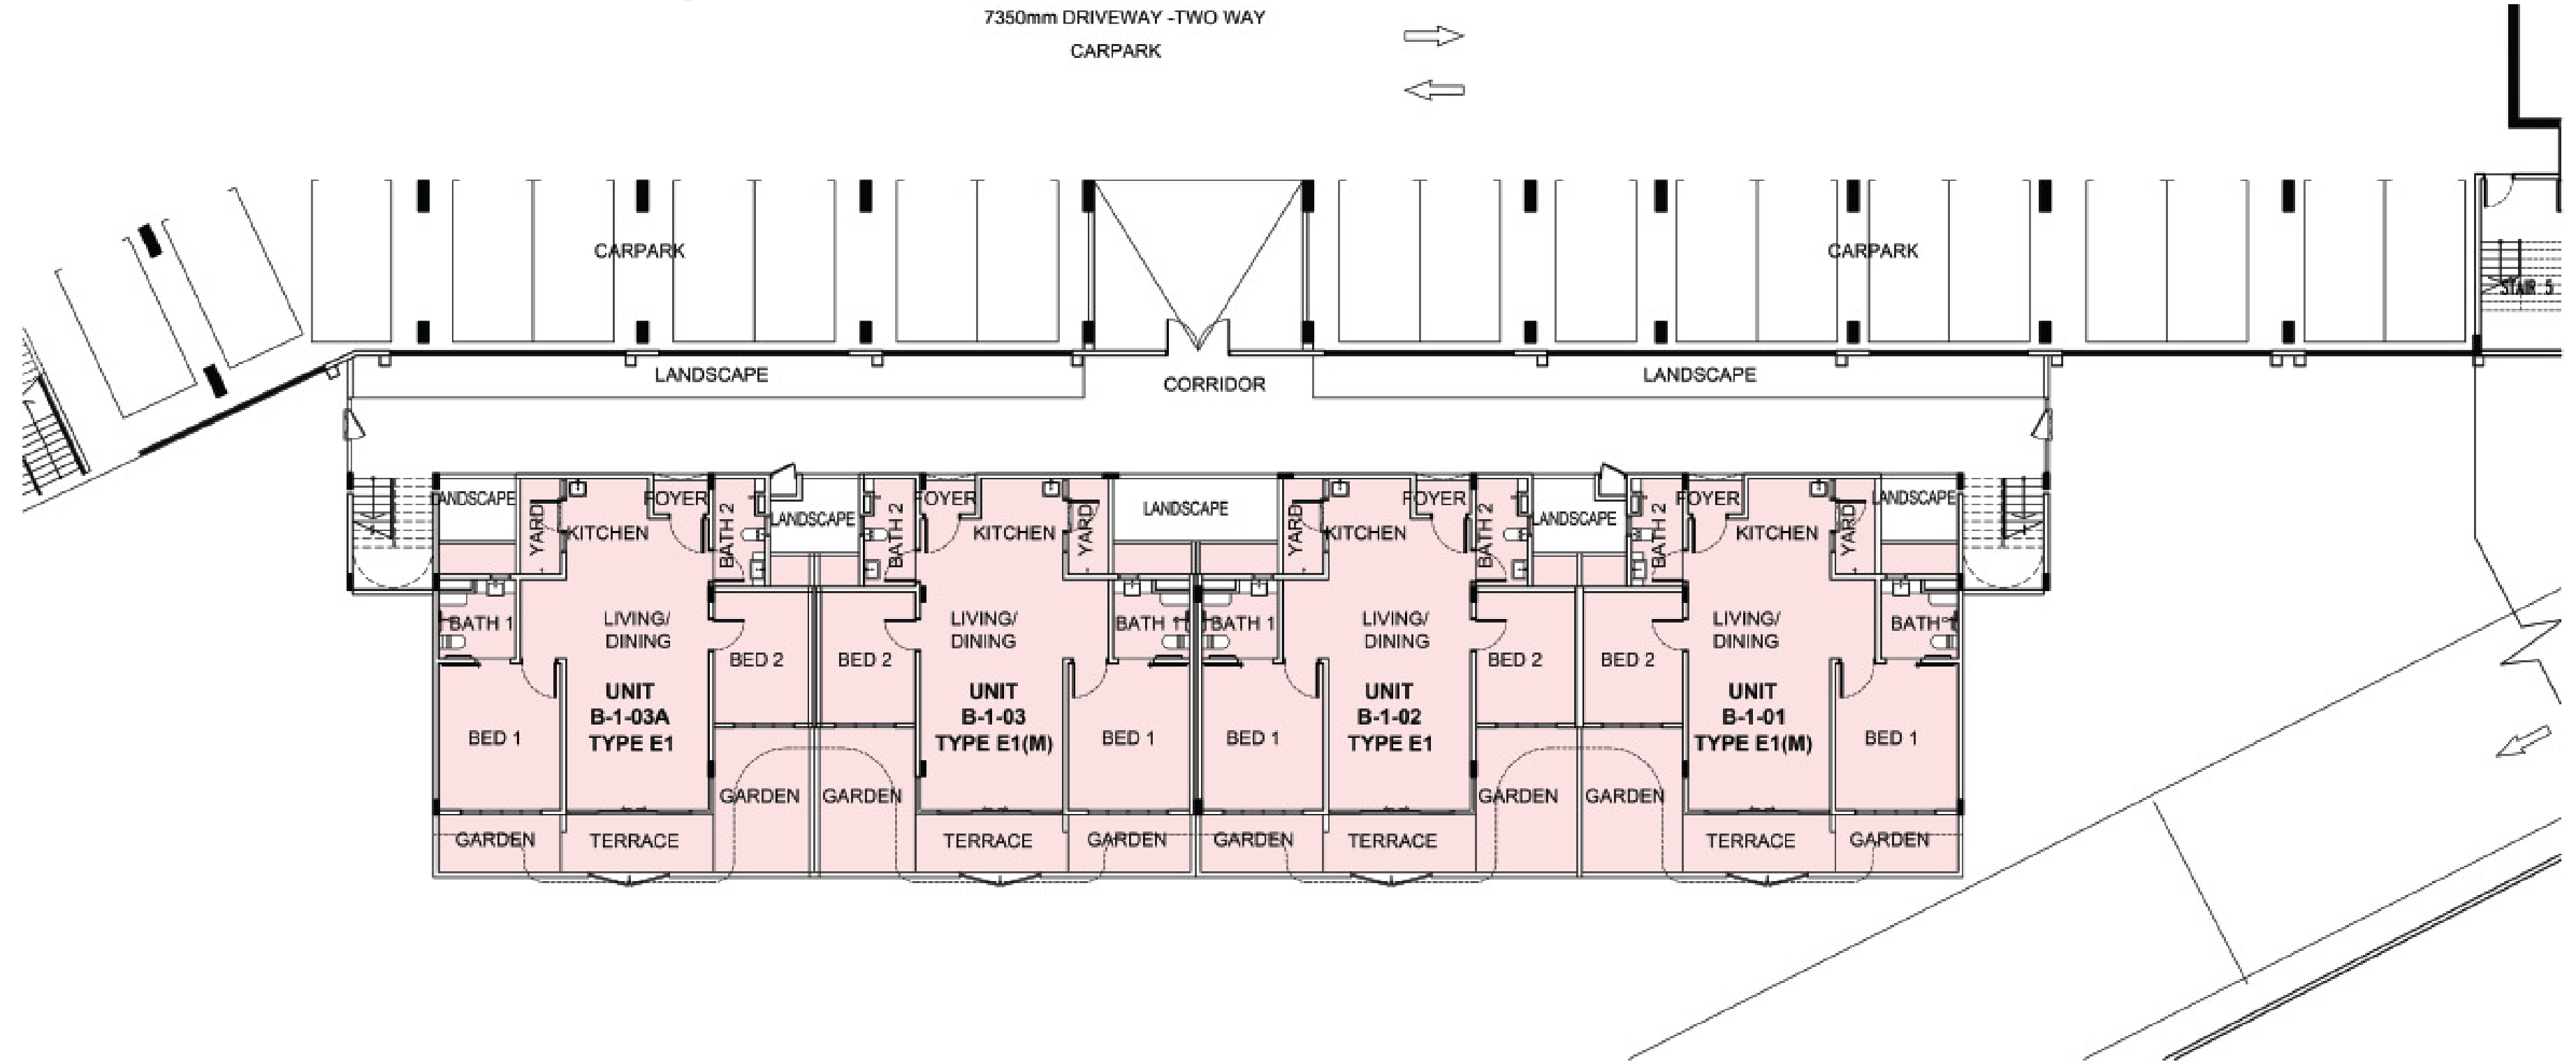 7350mm DRIVEWAY -TWO WAY
CARPARK
CARPARK
CARPARK
STAIR 5
LANDSCAPE
CORRIDOR
LANDSCAPE
LANDSCAPE
YARD
KITCHEN
FOYER
BATH 2
LANDSCAPE
BATH 2
FOYER
KITCHEN
YARD
LANDSCAPE
YARD
KITCHEN
FOYER
BATH 2
LANDSCAPE
BATH 2
FOYER
KITCHEN
YARD
LANDSCAPE
BATH 1
LIVING/
DINING
BED 2
BED 2
LIVING/
DINING
BATH 1
BATH 1
LIVING/
DINING
BED 2
BED 2
LIVING/
DINING
BATH 1
BED 1
UNIT
B-1-03A
TYPE E1
UNIT
B-1-03
TYPE E1(M)
BED 1
BED 1
UNIT
B-1-02
TYPE E1
UNIT
B-1-01
TYPE E1(M)
BED 1
GARDEN
GARDEN
GARDEN
GARDEN
GARDEN
TERRACE
TERRACE
GARDEN
GARDEN
TERRACE
TERRACE
GARDEN